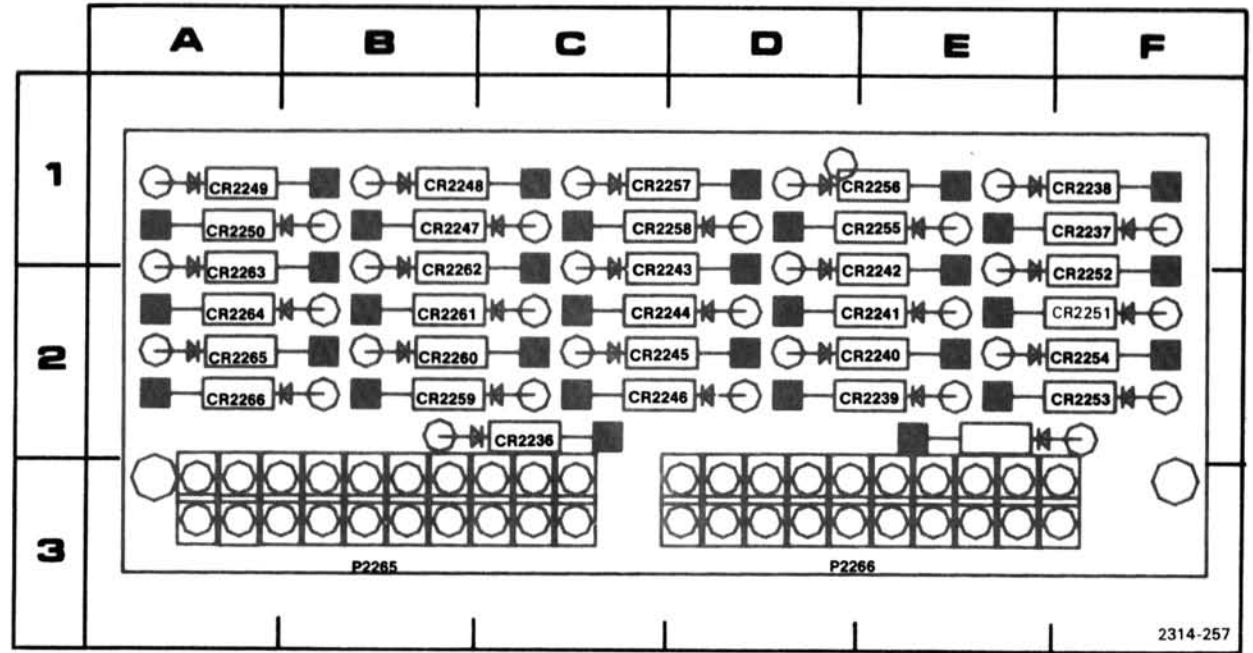 A B C D E F
1
CR2249 CR2248 CR2257 CR2256 CR2238
CR2250 CR2247 CR2258 CR2255 CR2237
CR2263 CR2262 CR2243 CR2242 CR2252
2
CR2264 CR2261 CR2244 CR2241 CR2251
CR2265 CR2260 CR2245 CR2240 CR2254
CR2266 CR2259 CR2246 CR2239 CR2253
CR2236
3
P2265 P2266
2314-257